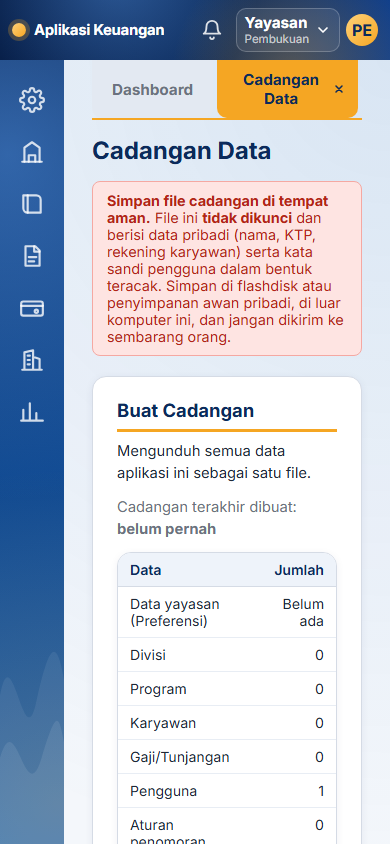 Aplikasi Keuangan
Yayasan
Pembukuan
PE
Dashboard
Cadangan
Data
×
Cadangan Data
Simpan file cadangan di tempat
aman. File ini tidak dikunci dan
berisi data pribadi (nama, KTP,
rekening karyawan) serta kata
sandi pengguna dalam bentuk
teracak. Simpan di flashdisk atau
penyimpanan awan pribadi, di luar
komputer ini, dan jangan dikirim ke
sembarang orang.
Buat Cadangan
Mengunduh semua data
aplikasi ini sebagai satu file.
Cadangan terakhir dibuat:
belum pernah
Data Jumlah
Data yayasan Belum
(Preferensi) ada
Divisi 0
Program 0
Karyawan 0
Gaji/Tunjangan 0
Pengguna 1
Aturan 0
penomoran